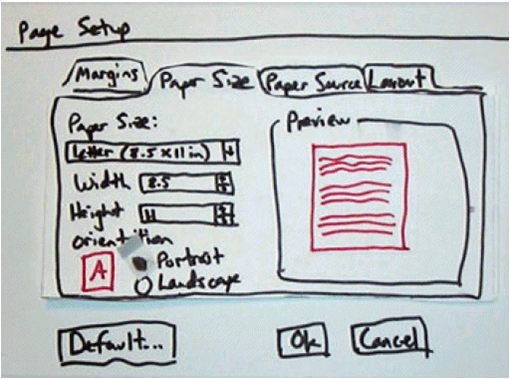 Page Setup
Margins Paper Size Paper Source Layout
Paper Size:
Letter (8.5 x 11 in)
Width 8.5
Height 11
Orientition
A
Portrait
Landscape
Preview
Default... Ok Cancel